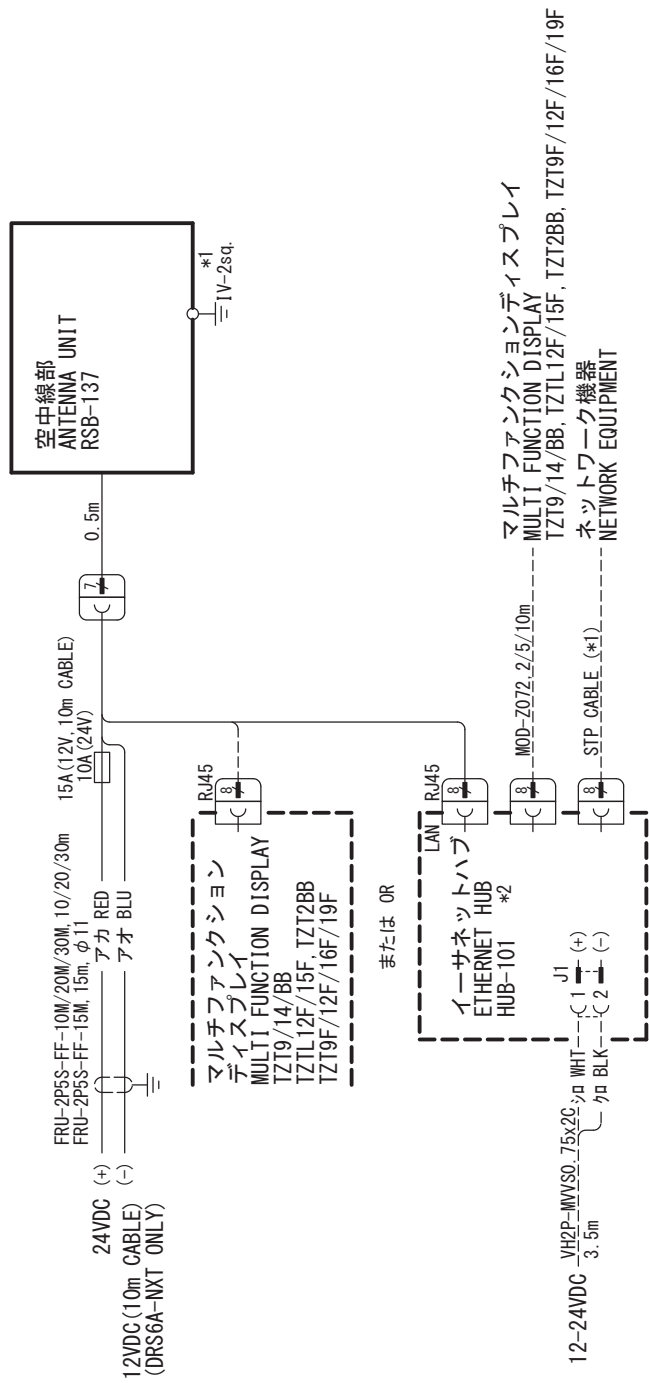 空中線部
ANTENNA UNIT
RSB-137
*1
IV-2sq.
0.5m
7
15A(12V, 10m CABLE)
10A(24V)
FRU-2P5S-FF-10M/20M/30M, 10/20/30m
FRU-2P5S-FF-15M, 15m, φ11
アカ RED
アオ BLU
24VDC (+)
(-)
12VDC(10m CABLE)
(DRS6A-NXT ONLY)
RJ45
8
マルチファンクション
ディスプレイ
MULTI FUNCTION DISPLAY
TZT9/14/BB
TZTL12F/15F, TZT2BB
TZT9F/12F/16F/19F
または OR
LAN
RJ45
8
8
8
イーサネットハブ
ETHERNET HUB *2
HUB-101
J1
1 (+)
2 (-)
シロ WHT
クロ BLK
VH2P-MVVS0.75x2C
3.5m
12-24VDC
MOD-Z072,2/5/10m
マルチファンクションディスプレイ
MULTI FUNCTION DISPLAY
TZT9/14/BB, TZTL12F/15F, TZT2BB, TZT9F/12F/16F/19F
STP CABLE (*1)
ネットワーク機器
NETWORK EQUIPMENT